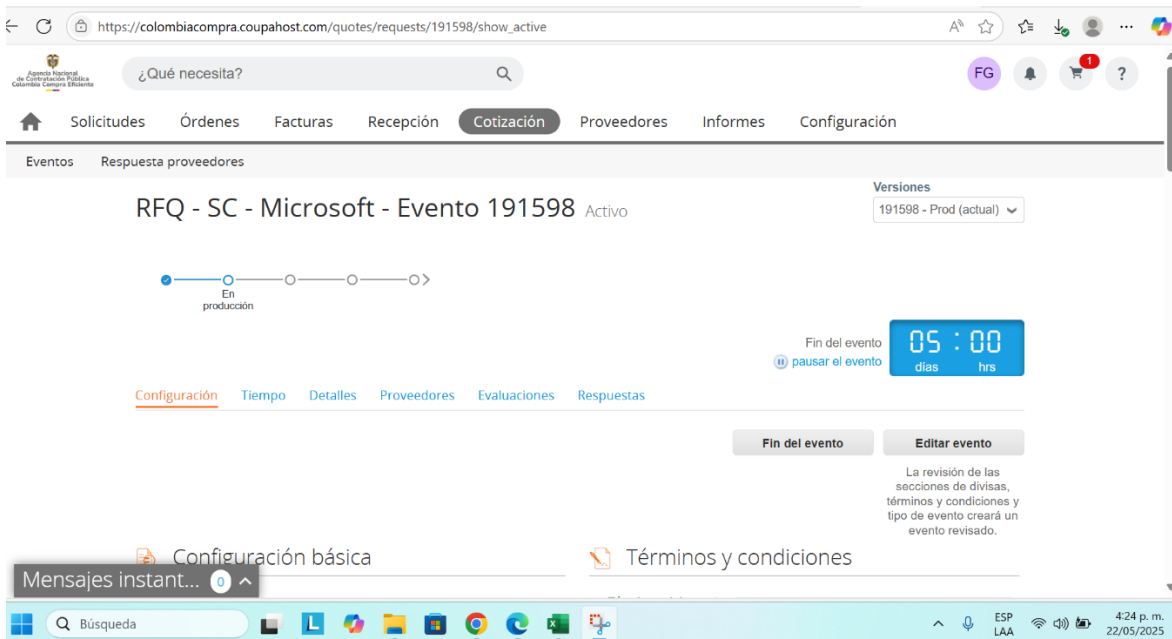 https://colombiacompra.coupahost.com/quotes/requests/191598/show_active
Agencia Nacional
de Contratación Pública
Colombia Compra Eficiente
¿Qué necesita?
FG
1
?
Solicitudes Órdenes Facturas Recepción Cotización Proveedores Informes Configuración
Eventos Respuesta proveedores
RFQ - SC - Microsoft - Evento 191598 Activo
Versiones
191598 - Prod (actual)
En
producción
Fin del evento
pausar el evento
05 : 00
días hrs
Configuración Tiempo Detalles Proveedores Evaluaciones Respuestas
Fin del evento Editar evento
La revisión de las
secciones de divisas,
términos y condiciones y
tipo de evento creará un
evento revisado.
Configuración básica
Términos y condiciones
Mensajes instant... 0
Búsqueda
ESP
LAA
4:24 p. m.
22/05/2025